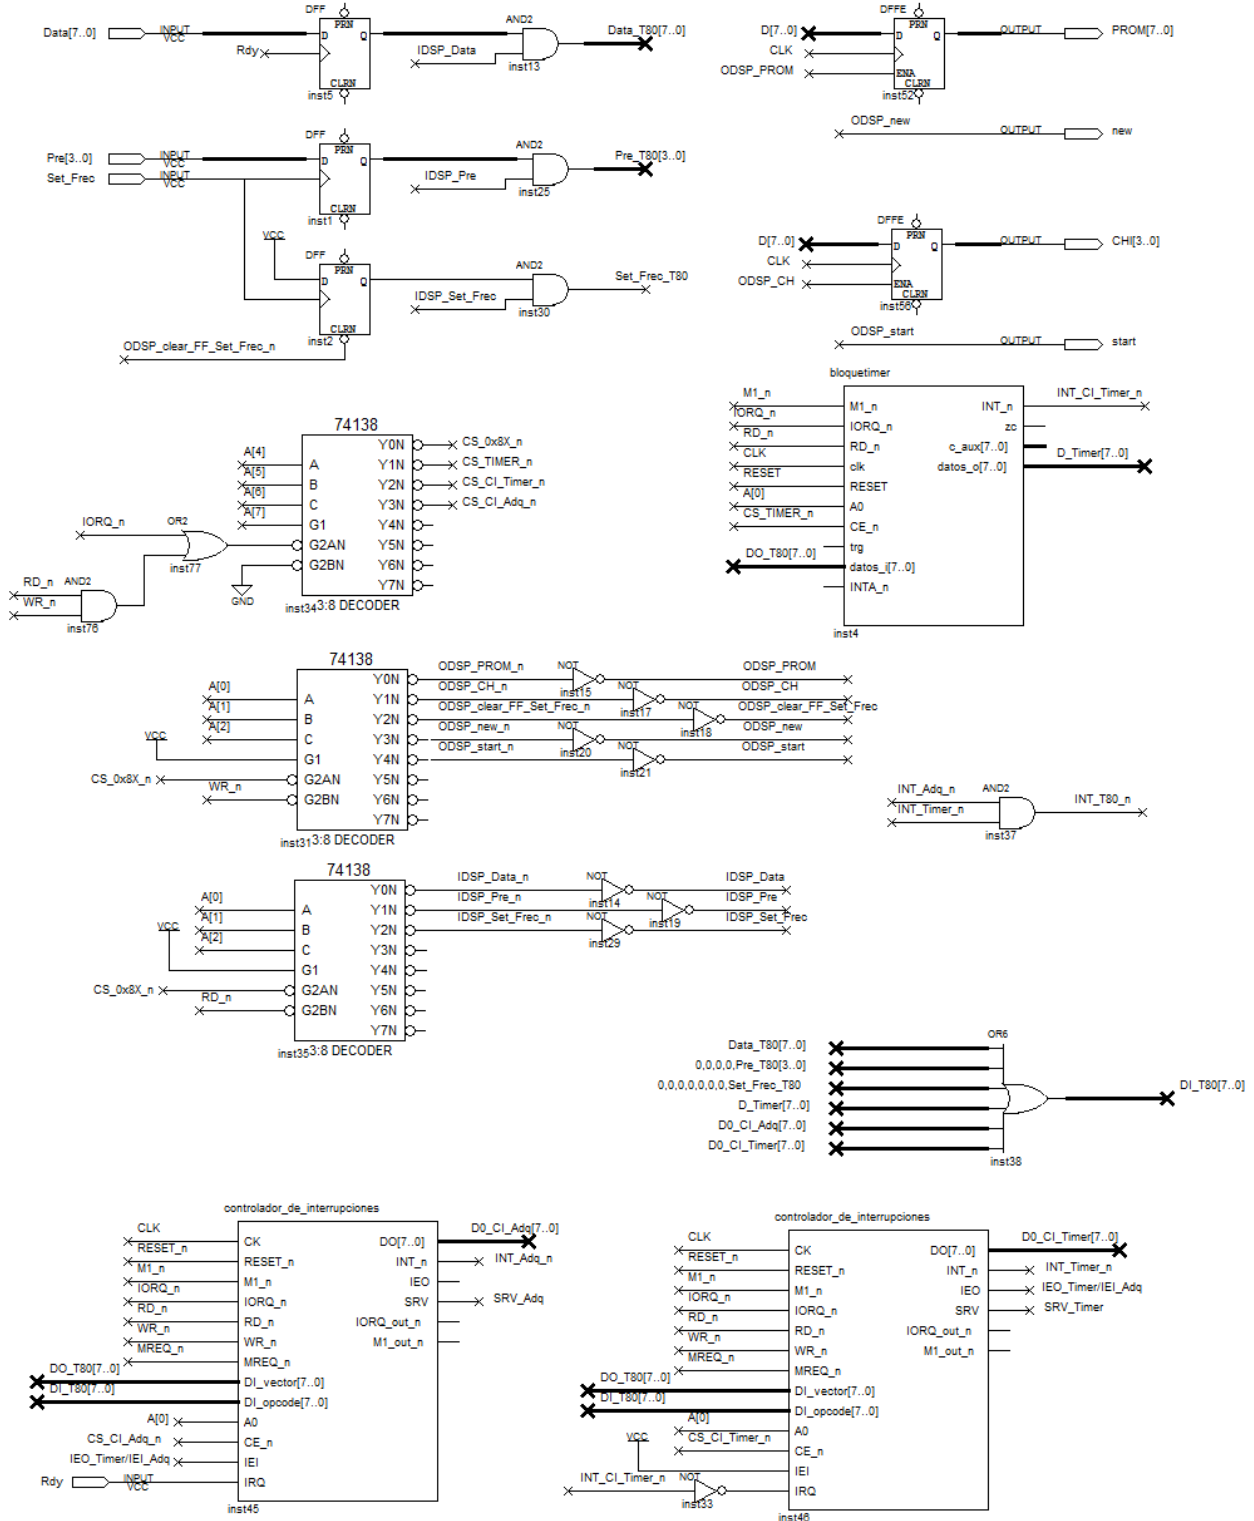 DFF
Data[7..0] INPUT VCC
PRN
D Q
Rdy
CLRN
inst5
AND2
IDSP_Data
inst13
Data_T80[7..0]
DFFE
D[7..0]
CLK
ODSP_PROM
PRN
D Q
ENA
CLRN
inst52
OUTPUT PROM[7..0]
ODSP_new
OUTPUT new
DFF
Pre[3..0] INPUT VCC
Set_Frec INPUT VCC
PRN
D Q
CLRN
inst1
AND2
IDSP_Pre
inst25
Pre_T80[3..0]
VCC
DFF
PRN
D Q
CLRN
inst2
ODSP_clear_FF_Set_Frec_n
AND2
IDSP_Set_Frec
inst30
Set_Frec_T80
DFFE
D[7..0]
CLK
ODSP_CH
PRN
D Q
ENA
CLRN
inst56
OUTPUT CHI[3..0]
ODSP_start
OUTPUT start
bloquetimer
M1_n M1_n INT_n INT_CI_Timer_n
IORQ_n IORQ_n zc
RD_n RD_n c_aux[7..0]
CLK clk datos_o[7..0] D_Timer[7..0]
RESET RESET
A[0] A0
CS_TIMER_n CE_n
trg
DO_T80[7..0] datos_i[7..0]
INTA_n
inst4
74138
Y0N CS_0x8X_n
A[4] A Y1N CS_TIMER_n
A[5] B Y2N CS_CI_Timer_n
A[6] C Y3N CS_CI_Adq_n
A[7] G1 Y4N
IORQ_n OR2 G2AN Y5N
inst77 G2BN Y6N
Y7N
RD_n AND2
WR_n
inst76
GND
inst34 3:8 DECODER
74138
Y0N ODSP_PROM_n NOT inst15 ODSP_PROM
A[0] A Y1N ODSP_CH_n NOT inst17 ODSP_CH
A[1] B Y2N ODSP_clear_FF_Set_Frec_n inst18 ODSP_clear_FF_Set_Frec
A[2] C Y3N ODSP_new_n NOT inst20 ODSP_new
VCC G1 Y4N ODSP_start_n NOT inst21 ODSP_start
CS_0x8X_n G2AN Y5N
WR_n G2BN Y6N
Y7N
inst31 3:8 DECODER
INT_Adq_n AND2
INT_Timer_n INT_T80_n
inst37
74138
Y0N IDSP_Data_n NOT inst14 IDSP_Data
A[0] A Y1N IDSP_Pre_n NOT inst19 IDSP_Pre
A[1] B Y2N IDSP_Set_Frec_n NOT inst29 IDSP_Set_Frec
A[2] C Y3N
VCC G1 Y4N
CS_0x8X_n G2AN Y5N
RD_n G2BN Y6N
Y7N
inst35 3:8 DECODER
OR6
Data_T80[7..0]
0,0,0,0,Pre_T80[3..0]
0,0,0,0,0,0,0,Set_Frec_T80
D_Timer[7..0]
D0_CI_Adq[7..0]
D0_CI_Timer[7..0]
DI_T80[7..0]
inst38
controlador_de_interrupciones
CLK CK DO[7..0] D0_CI_Adq[7..0]
RESET_n RESET_n INT_n INT_Adq_n
M1_n M1_n IEO
IORQ_n IORQ_n SRV SRV_Adq
RD_n RD_n IORQ_out_n
WR_n WR_n M1_out_n
MREQ_n MREQ_n
DO_T80[7..0] DI_vector[7..0]
DI_T80[7..0] DI_opcode[7..0]
A[0] A0
CS_CI_Adq_n CE_n
IEO_Timer/IEI_Adq IEI
Rdy INPUT VCC IRQ
inst45
controlador_de_interrupciones
CLK CK DO[7..0] D0_CI_Timer[7..0]
RESET_n RESET_n INT_n INT_Timer_n
M1_n M1_n IEO IEO_Timer/IEI_Adq
IORQ_n IORQ_n SRV SRV_Timer
RD_n RD_n IORQ_out_n
WR_n WR_n M1_out_n
MREQ_n MREQ_n
DO_T80[7..0] DI_vector[7..0]
DI_T80[7..0] DI_opcode[7..0]
A[0] A0
CS_CI_Timer_n CE_n
VCC IEI
INT_CI_Timer_n NOT inst33 IRQ
inst46